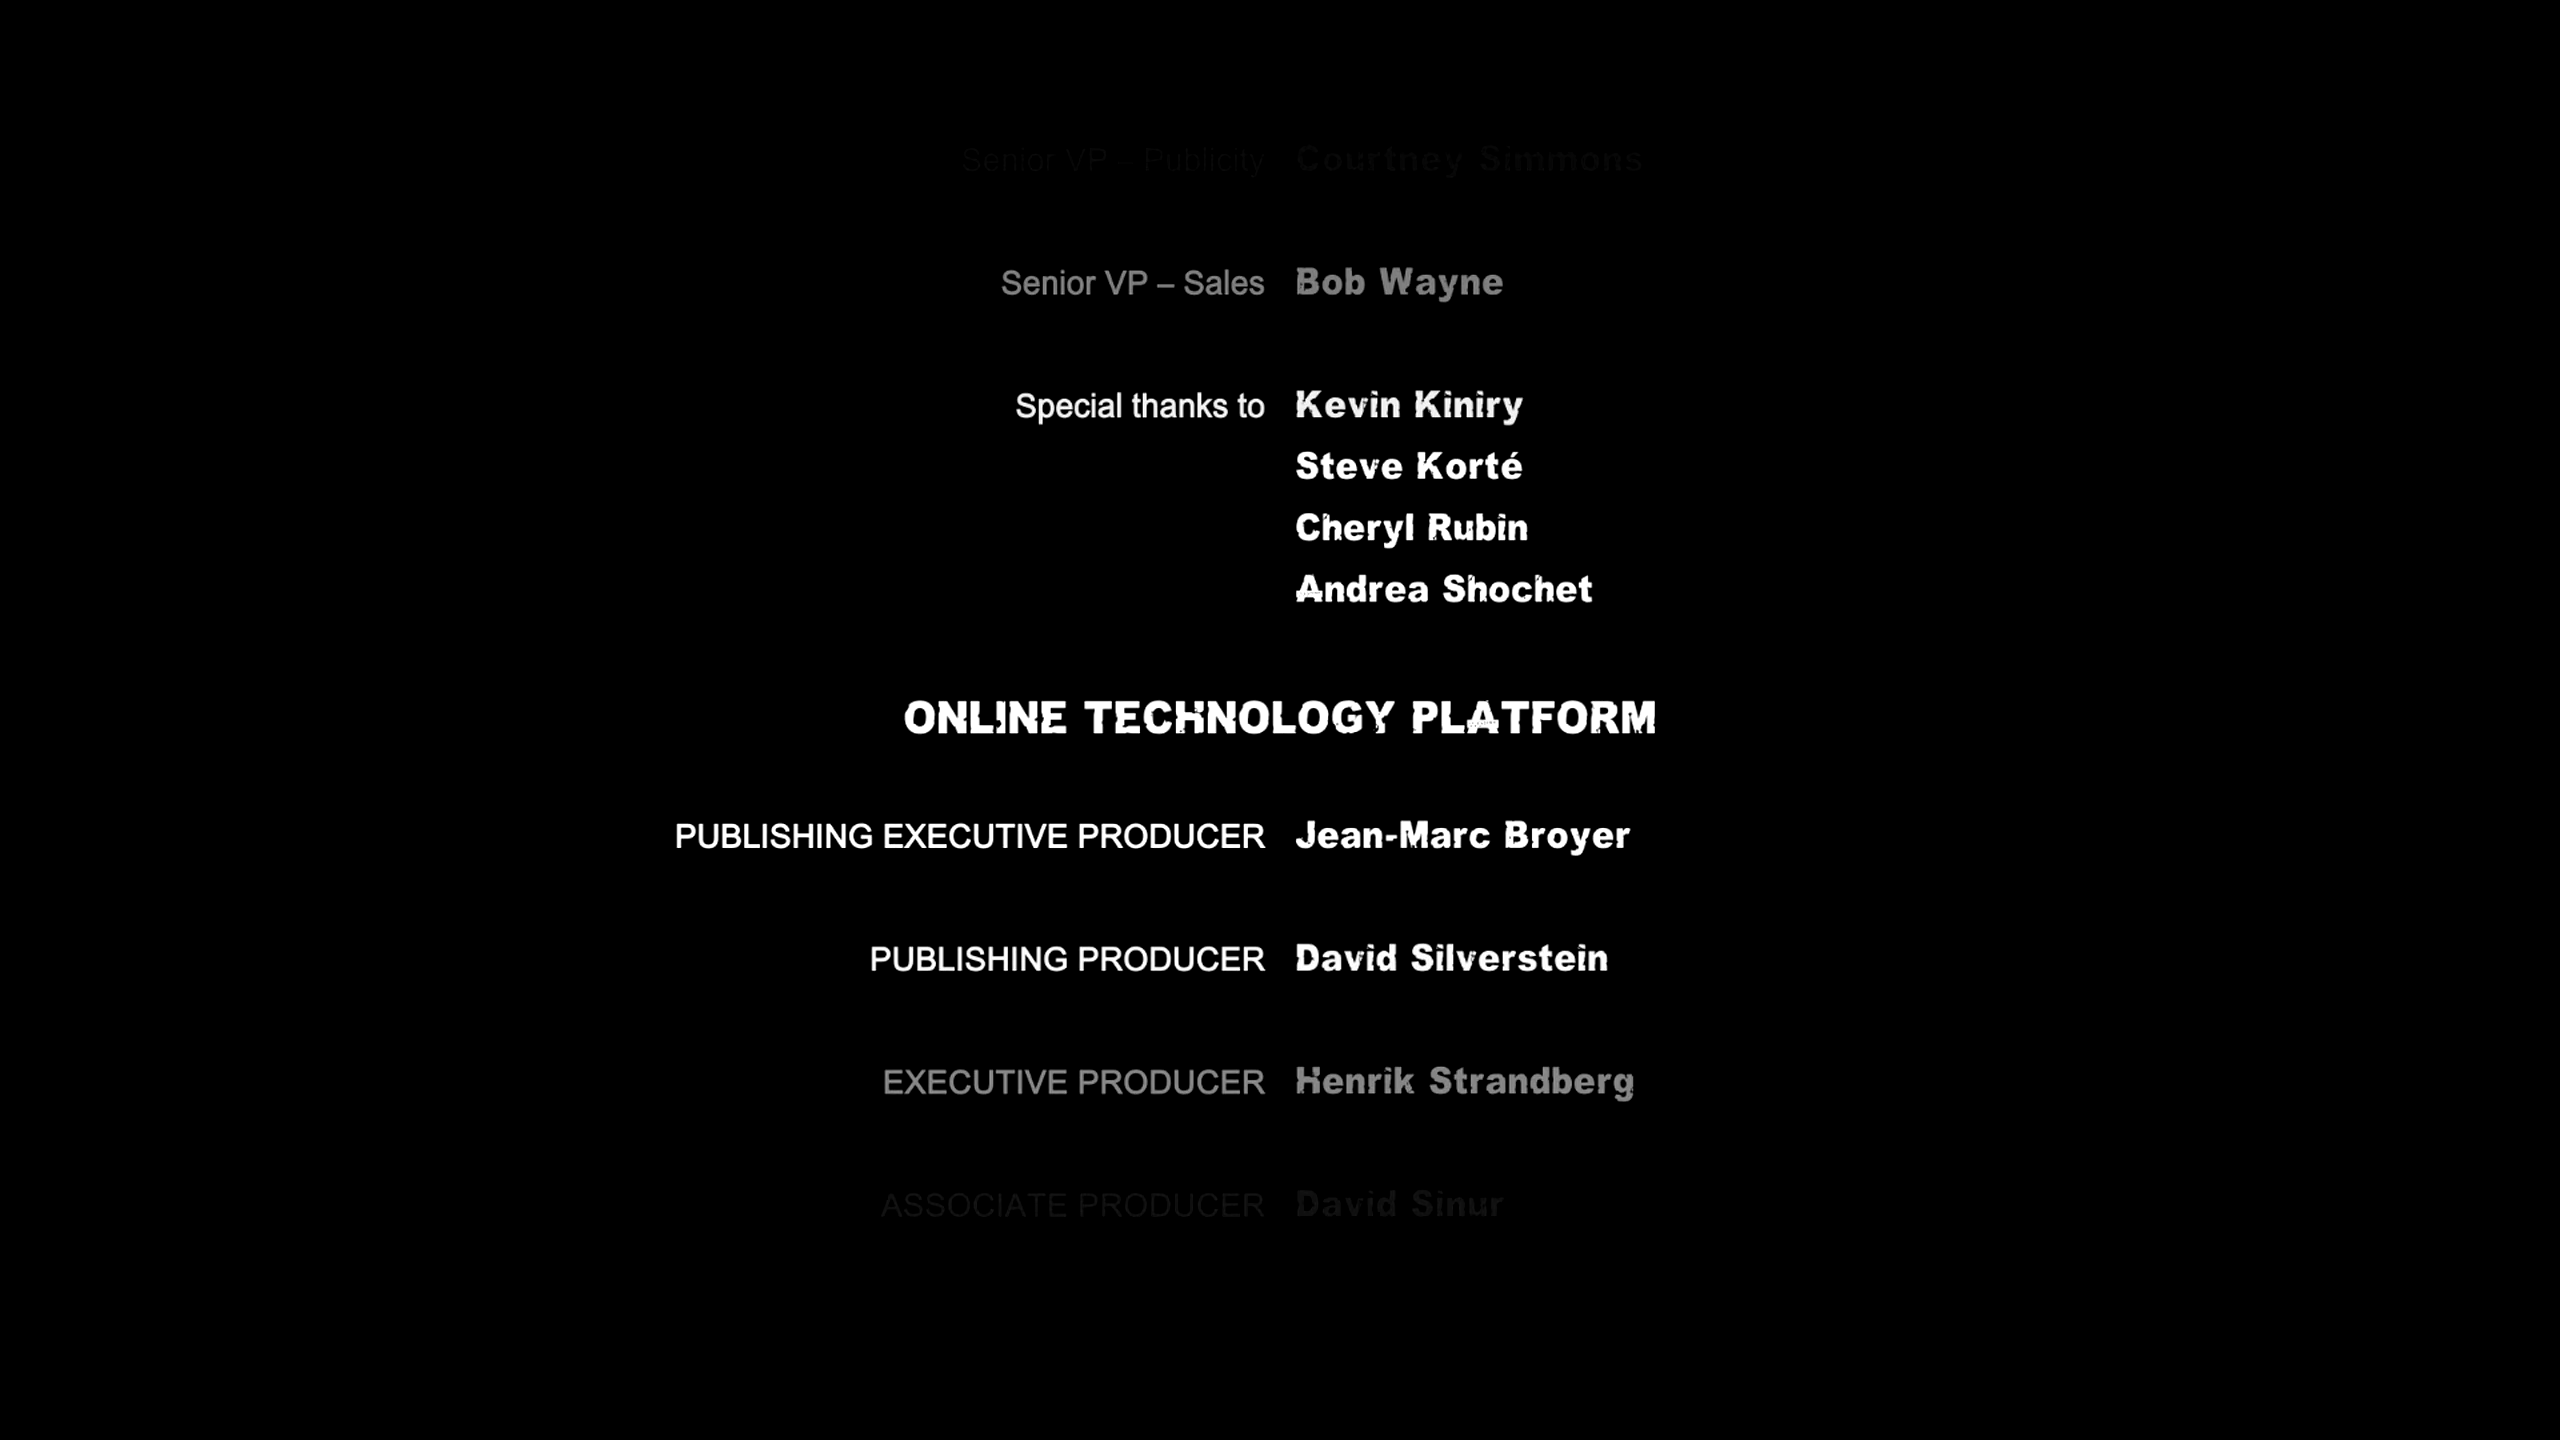 Senior VP – Publicity Courtney Simmons
Senior VP – Sales Bob Wayne
Special thanks to Kevin Kiniry
Steve Korté
Cheryl Rubin
Andrea Shochet
ONLINE TECHNOLOGY PLATFORM
PUBLISHING EXECUTIVE PRODUCER Jean-Marc Broyer
PUBLISHING PRODUCER David Silverstein
EXECUTIVE PRODUCER Henrik Strandberg
ASSOCIATE PRODUCER David Sinur